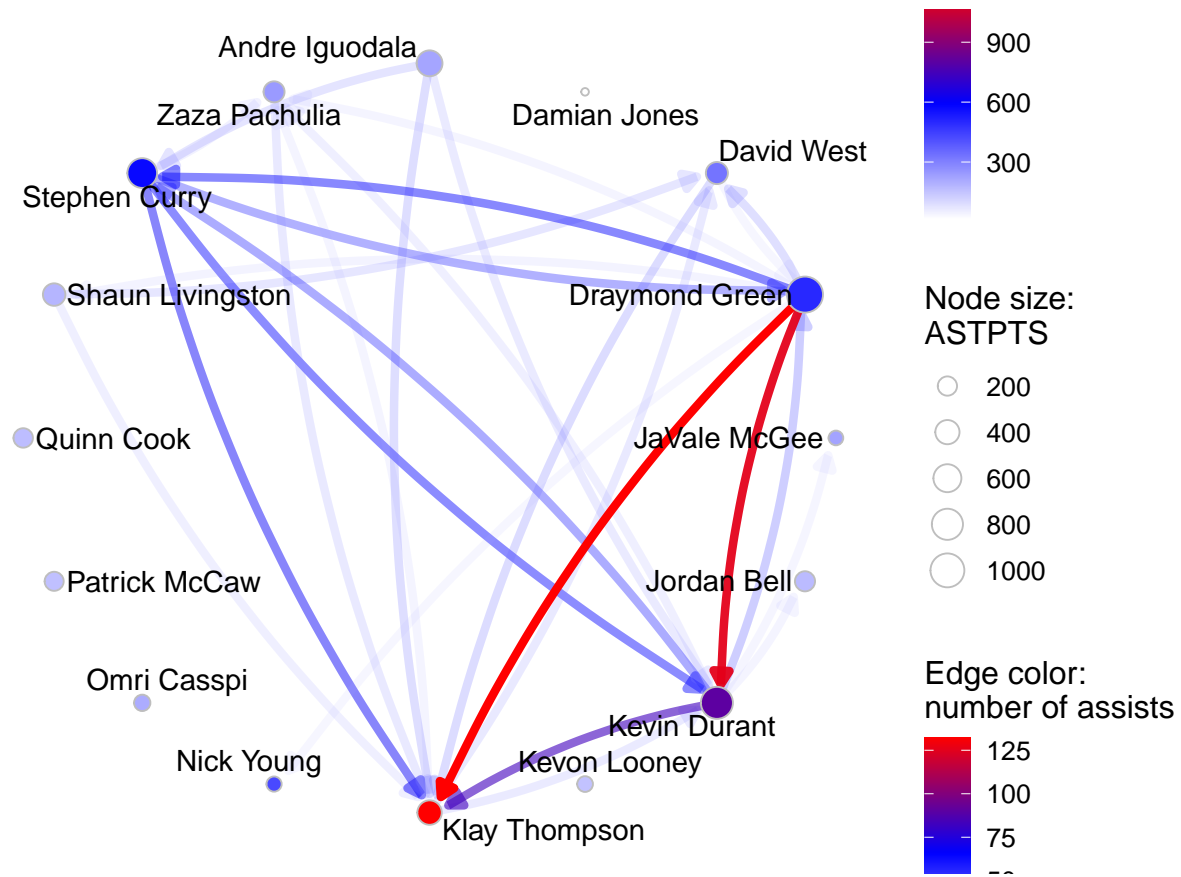 Andre Iguodala
Zaza Pachulia
Damian Jones
David West
Stephen Curry
Shaun Livingston
Draymond Green
Quinn Cook
JaVale McGee
Patrick McCaw
Jordan Bell
Omri Casspi
Kevin Durant
Nick Young
Kevon Looney
Klay Thompson
900
600
300
Node size:
ASTPTS
200
400
600
800
1000
Edge color:
number of assists
125
100
75